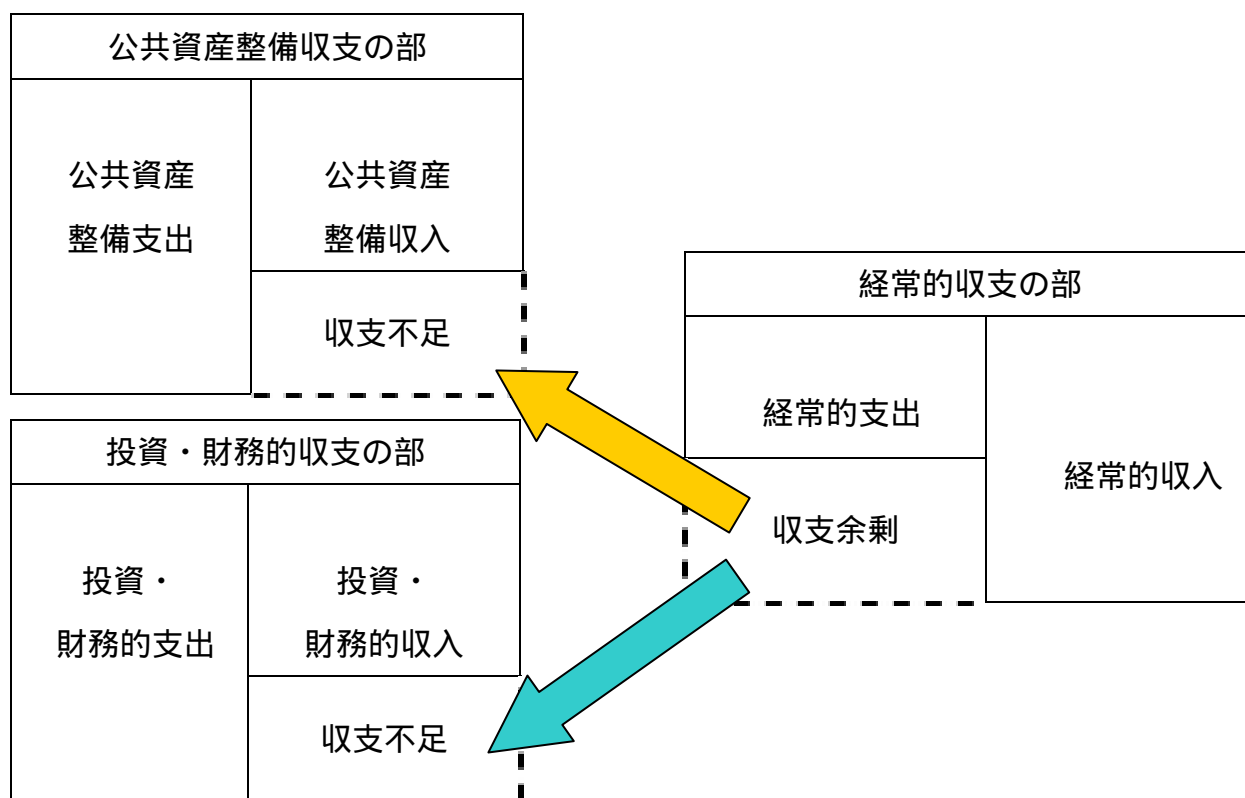 公共資産整備収支の部
公共資産
整備支出
公共資産
整備収入
収支不足
投資・財務的収支の部
投資・
財務的支出
投資・
財務的収入
収支不足
経常的収支の部
経常的支出
収支余剰
経常的収入